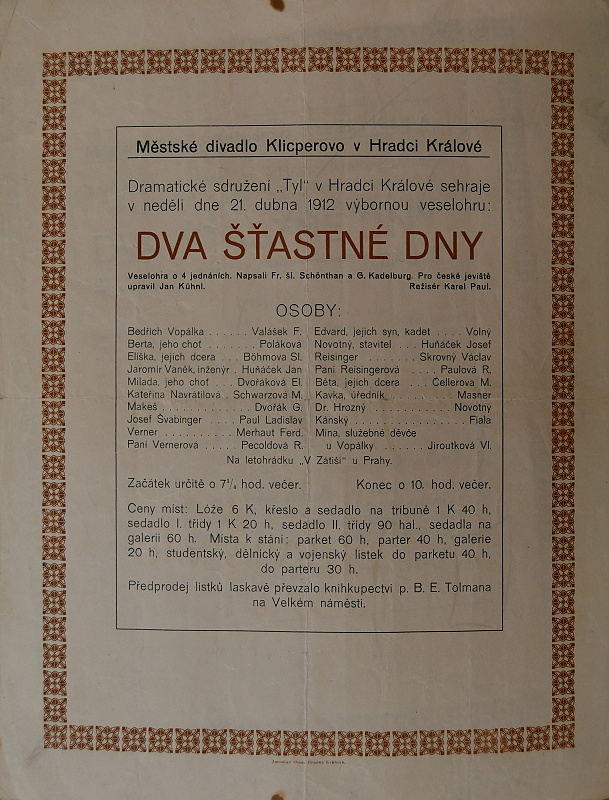 Městské divadlo Klicperovo v Hradci Králové
Dramatické sdružení „Tyl“ v Hradci Králové sehraje
v neděli dne 21. dubna 1912 výbornou veselohru:
DVA ŠŤASTNÉ DNY
Veselohra o 4 jednáních. Napsali Fr. šl. Schönthan a G. Kadelburg. Pro české jeviště
upravil Jan Kühnl. Režisér Karel Paul.
OSOBY:
Bedřich Vopálka . . . . . . Valášek F.
Berta, jeho choť . . . . . Poláková
Eliška, jejich dcera . . . Böhmova Sl.
Jaromír Vaněk, inženýr . Huňáček Jan
Milada, jeho choť . . . Dvořáková El.
Kateřina Navrátilová . Schwarzová M.
Makeš . . . . . . . . . . . . Dvořák G.
Josef Švabinger . . . . Paul Ladislav
Verner . . . . . . . . . Merhaut Ferd.
Paní Vernerová . . . . . Pecoldová R.
Edvard, jejich syn, kadet . . . . Volný
Novotný, stavitel . . . Huňáček Josef
Reisinger . . . . . . . . Skrovný Václav
Paní Reisingerová . . . . . Paulová R.
Běta, jejich dcera . . . . Cellerova M.
Kavka, úředník . . . . . . . . . Masner
Dr. Hrozný . . . . . . . . . . . Novotný
Kánský . . . . . . . . . . . . . . . . Fiala
Mína, služebné děvče
u Vopálky . . . . . . Jiroutková Vl.
Na letohrádku „V Zátiší“ u Prahy.
Začátek určitě o hod. večer. Konec o 10. hod. večer.
Ceny míst: Lóže 6 K, křeslo a sedadlo na tribuně 1 K 40 h,
sedadlo I. třídy 1 K 20 h, sedadlo II. třídy 90 hal., sedadla na
galerii 60 h. Místa k stání: parket 60 h, parter 40 h, galerie
20 h, studentský, dělnický a vojenský lístek do parketu 40 h,
do parteru 30 h.
Předprodej lístků laskavě převzalo knihkupectví p. B. E. Tolmana
na Velkém náměstí.